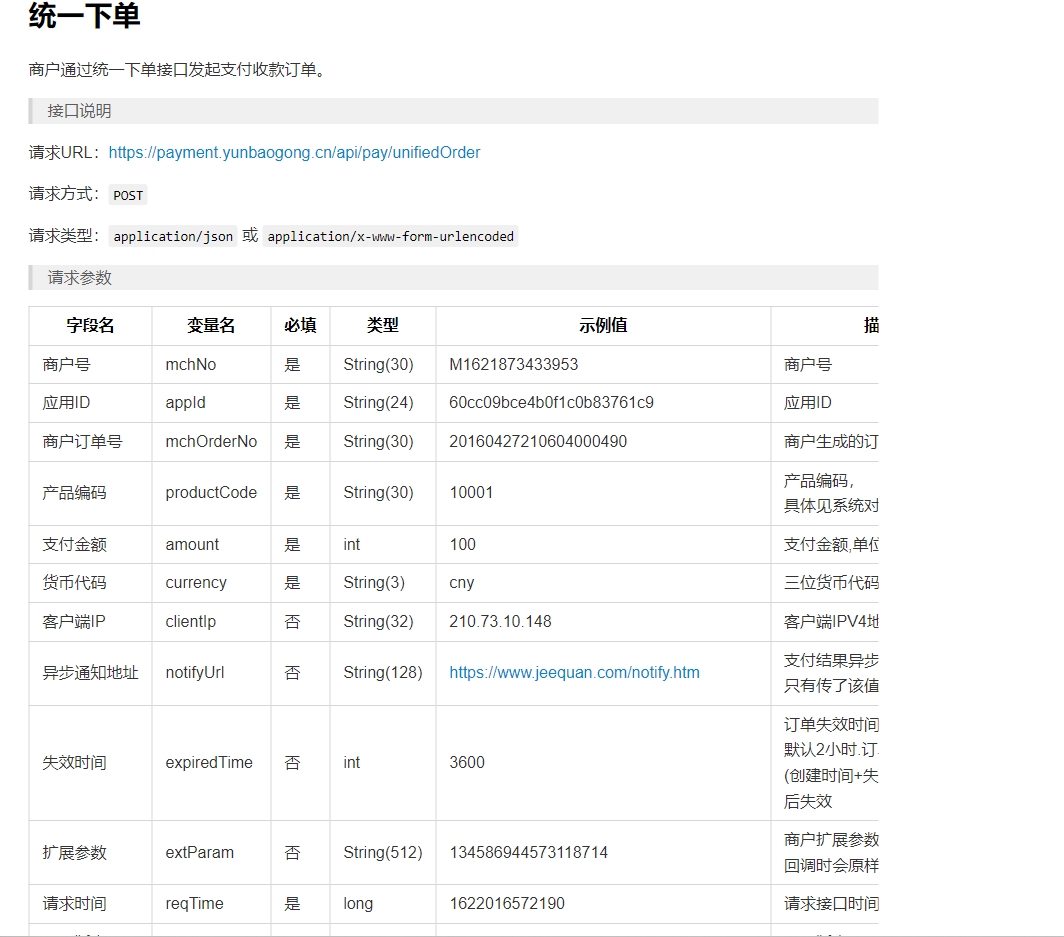 统一下单
商户通过统一下单接口发起支付收款订单。
接口说明
请求URL：https://payment.yunbaogong.cn/api/pay/unifiedOrder
请求方式： POST
请求类型： application/json 或 application/x-www-form-urlencoded
请求参数
字段名 变量名 必填 类型 示例值 描
商户号 mchNo 是 String(30) M1621873433953 商户号
应用ID appId 是 String(24) 60cc09bce4b0f1c0b83761c9 应用ID
商户订单号 mchOrderNo 是 String(30) 20160427210604000490 商户生成的订
产品编码 productCode 是 String(30) 10001 产品编码，
具体见系统对
支付金额 amount 是 int 100 支付金额,单位
货币代码 currency 是 String(3) cny 三位货币代码
客户端IP clientIp 否 String(32) 210.73.10.148 客户端IPV4地
异步通知地址 notifyUrl 否 String(128) https://www.jeequan.com/notify.htm 支付结果异步
只有传了该值
失效时间 expiredTime 否 int 3600 订单失效时间
默认2小时.订
(创建时间+失
后失效
扩展参数 extParam 否 String(512) 134586944573118714 商户扩展参数
回调时会原样
请求时间 reqTime 是 long 1622016572190 请求接口时间